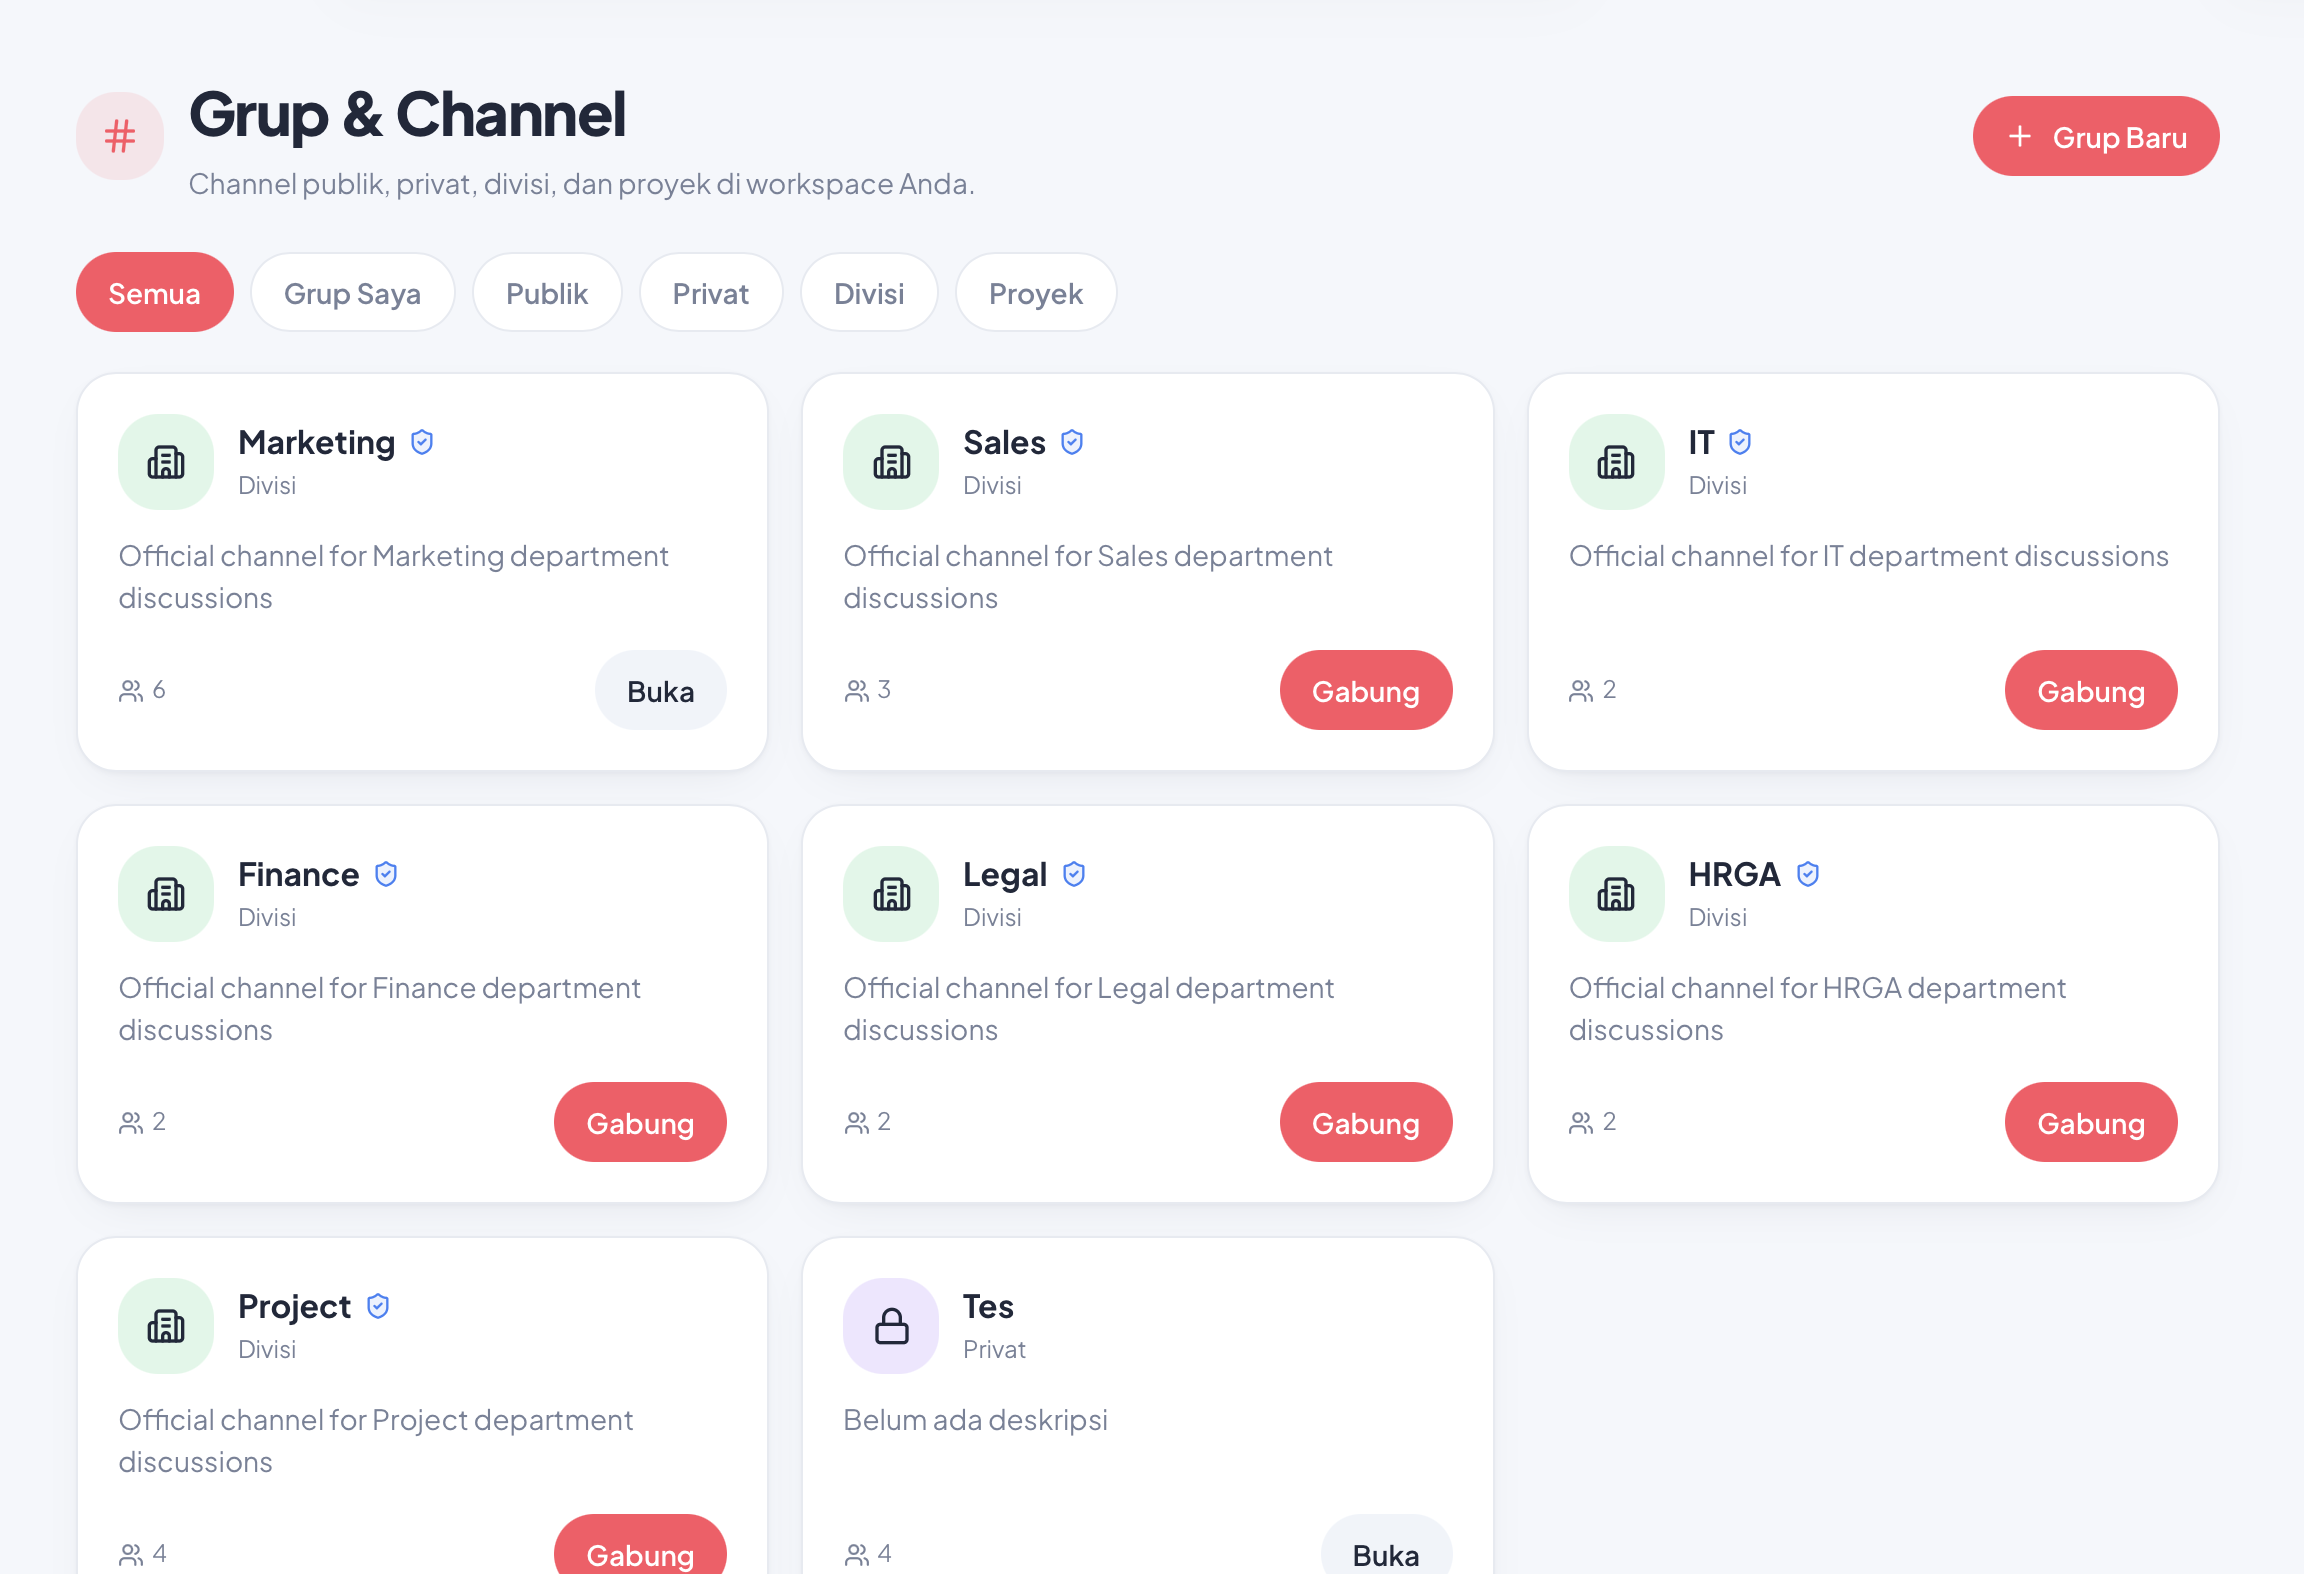 Grup & Channel
Channel publik, privat, divisi, dan proyek di workspace Anda.
Grup Baru
Semua
Grup Saya
Publik
Privat
Divisi
Proyek
Marketing
Divisi
Official channel for Marketing department
discussions
6
Buka
Sales
Divisi
Official channel for Sales department
discussions
3
Gabung
IT
Divisi
Official channel for IT department discussions
2
Gabung
Finance
Divisi
Official channel for Finance department
discussions
2
Gabung
Legal
Divisi
Official channel for Legal department
discussions
2
Gabung
HRGA
Divisi
Official channel for HRGA department
discussions
2
Gabung
Project
Divisi
Official channel for Project department
discussions
4
Gabung
Tes
Privat
Belum ada deskripsi
4
Buka